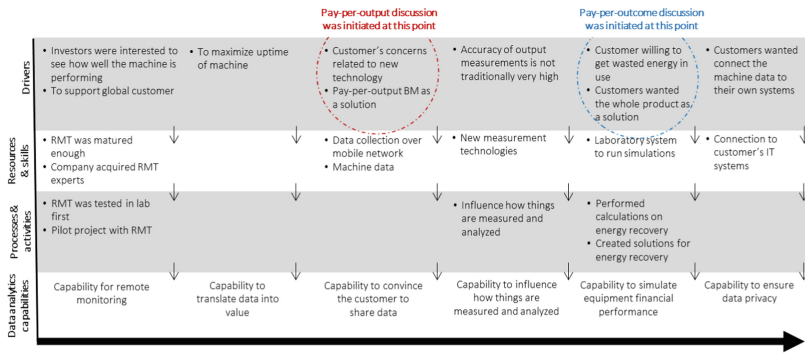 Pay-per-output discussion
was initiated at this point
Pay-per-outcome discussion
was initiated at this point
Drivers
• Investors were interested to
see how well the machine is
performing
• To support global customer
• To maximize uptime
of machine
• Customer's concerns
related to new
technology
• Pay-per-output BM as
a solution
• Accuracy of output
measurements is not
traditionally very high
• Customer willing to
get wasted energy in
use
• Customers wanted
the whole product as
a solution
• Customers wanted
connect the
machine data to
their own systems
Resources
& skills
• RMT was matured
enough
• Company acquired RMT
experts
• Data collection over
mobile network
• Machine data
• New measurement
technologies
• Laboratory system
to run simulations
• Connection to
customer's IT
systems
Processes &
activities
• RMT was tested in lab
first
• Pilot project with RMT
• Influence how things
are measured and
analyzed
• Performed
calculations on
energy recovery
• Created solutions for
energy recovery
Data analytics
capabilities
Capability for remote
monitoring
Capability to
translate data into
value
Capability to convince
the customer to
share data
Capability to influence
how things are
measured and analyzed
Capability to simulate
equipment financial
performance
Capability to ensure
data privacy